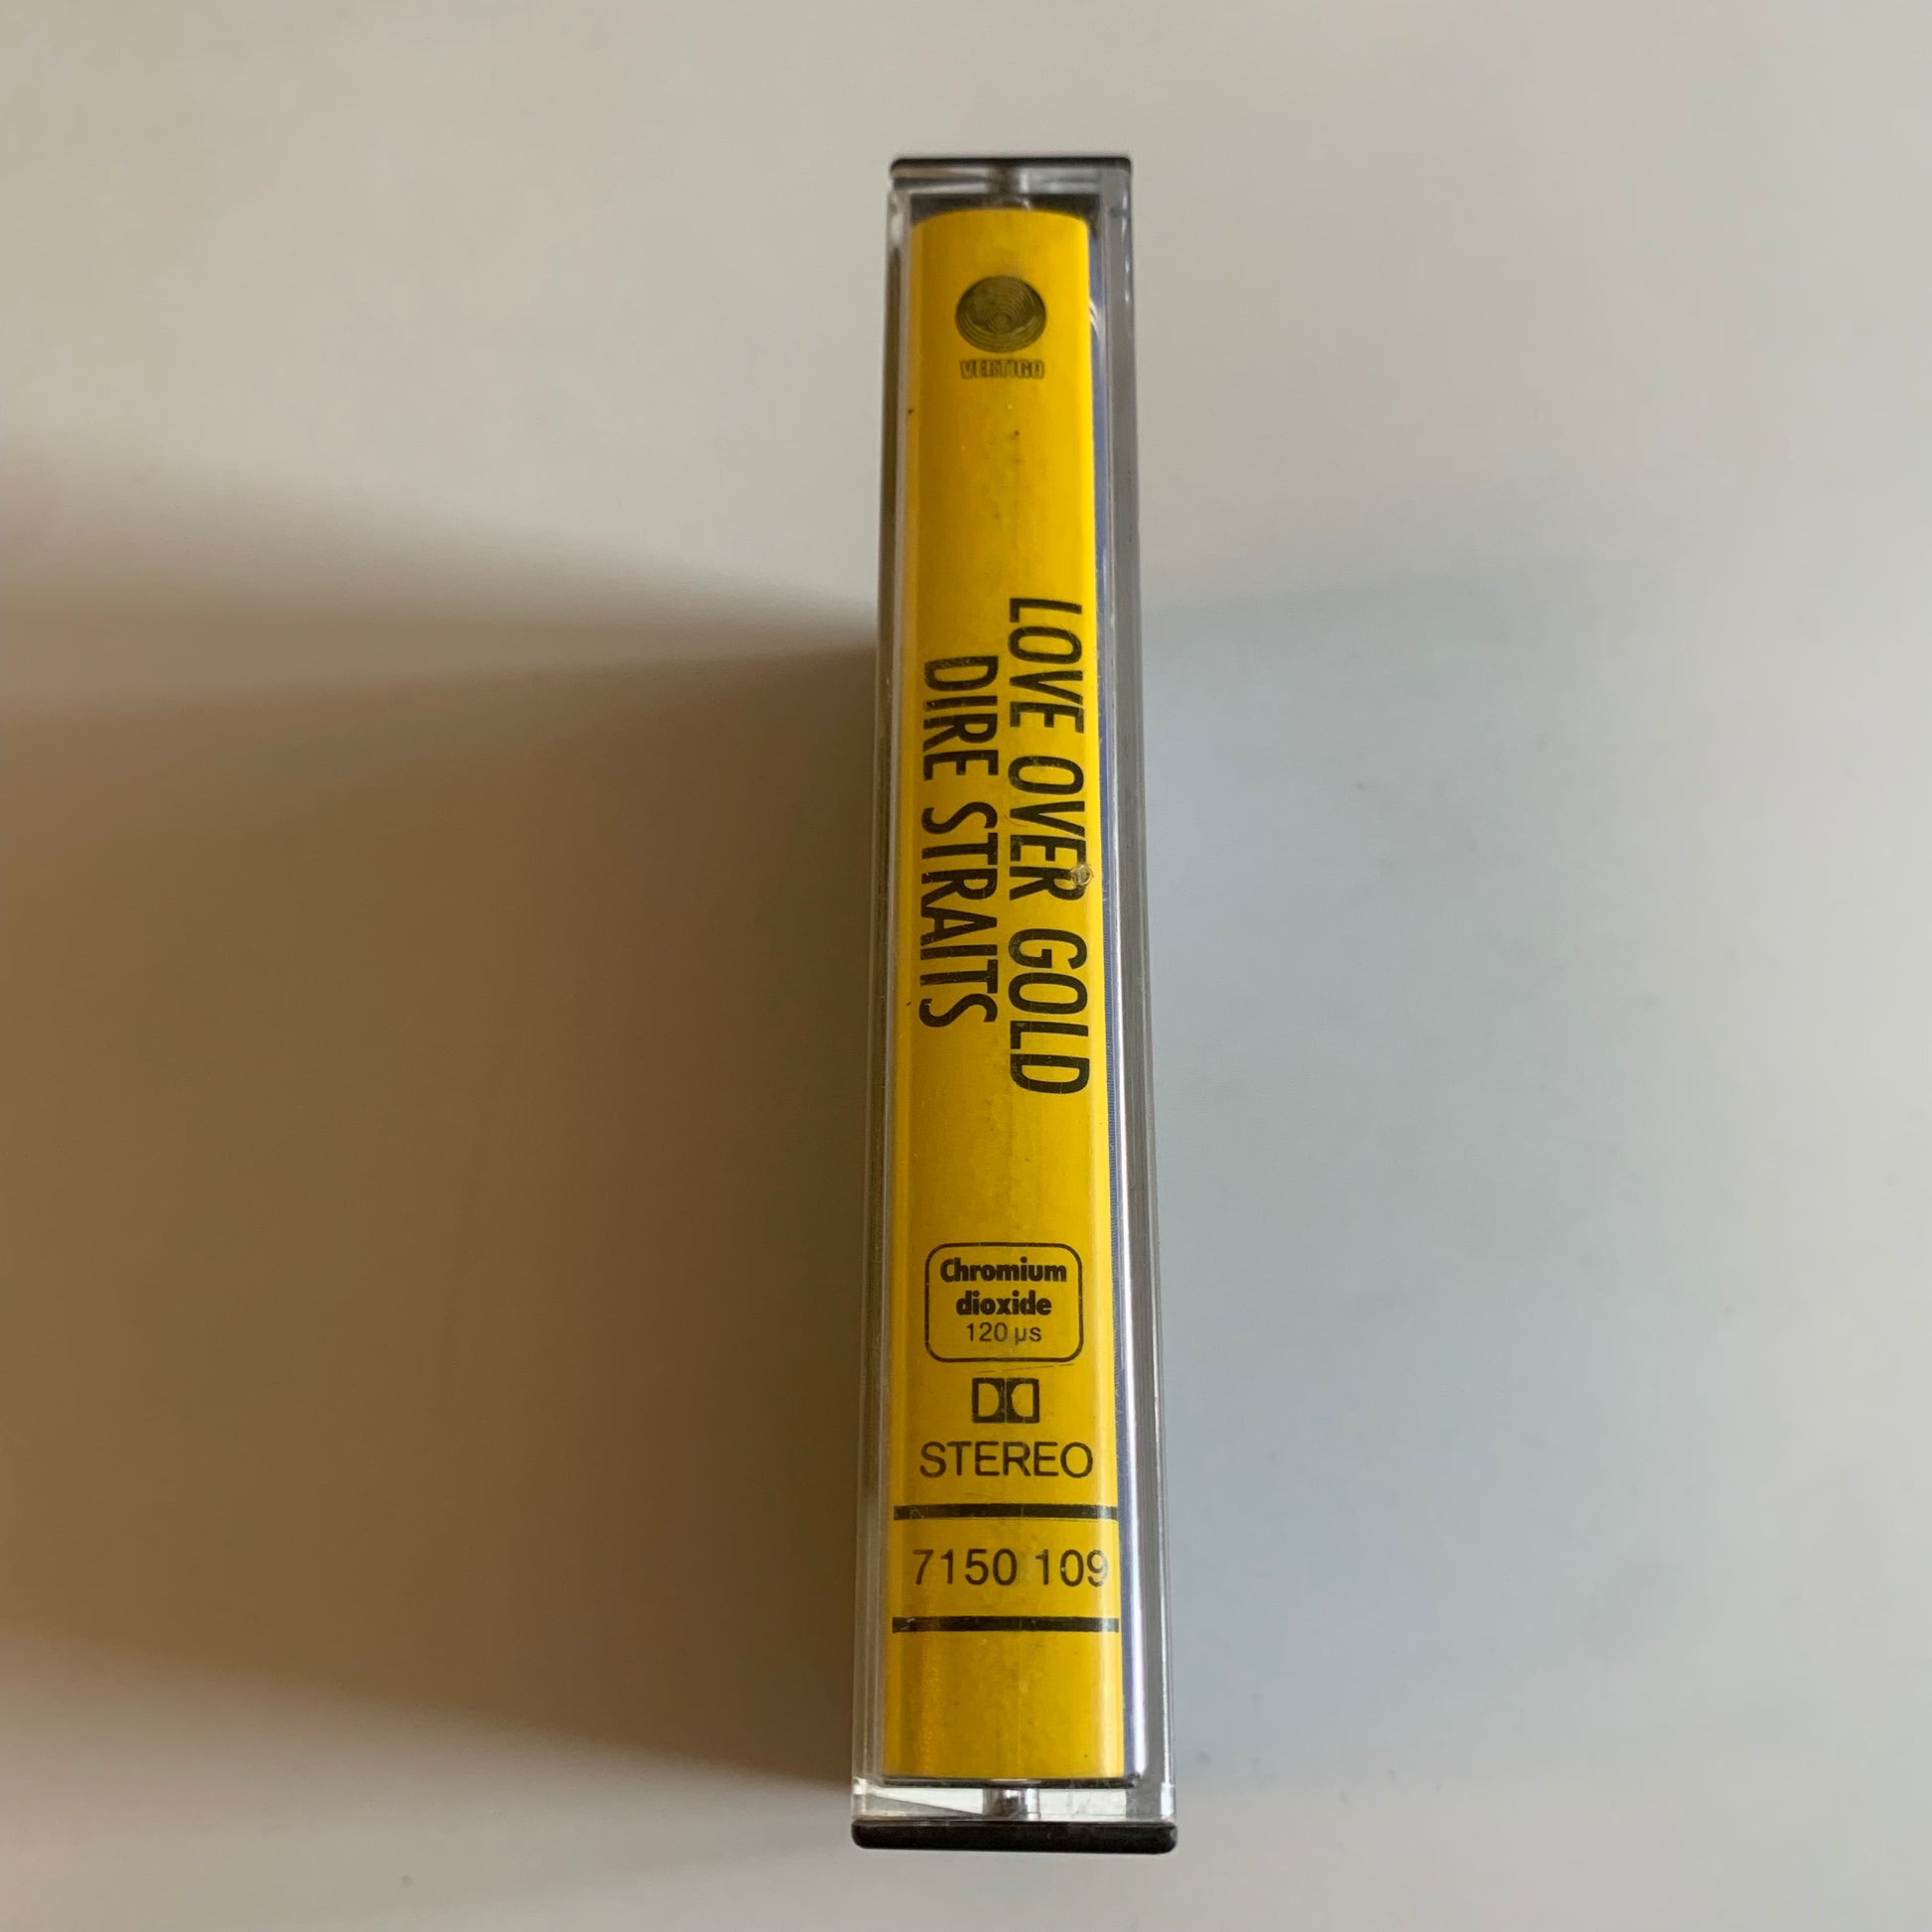 VERTIGO
LOVE OVER GOLD
DIRE STRAITS
Chromium
dioxide
120 µs
STEREO
7150 109